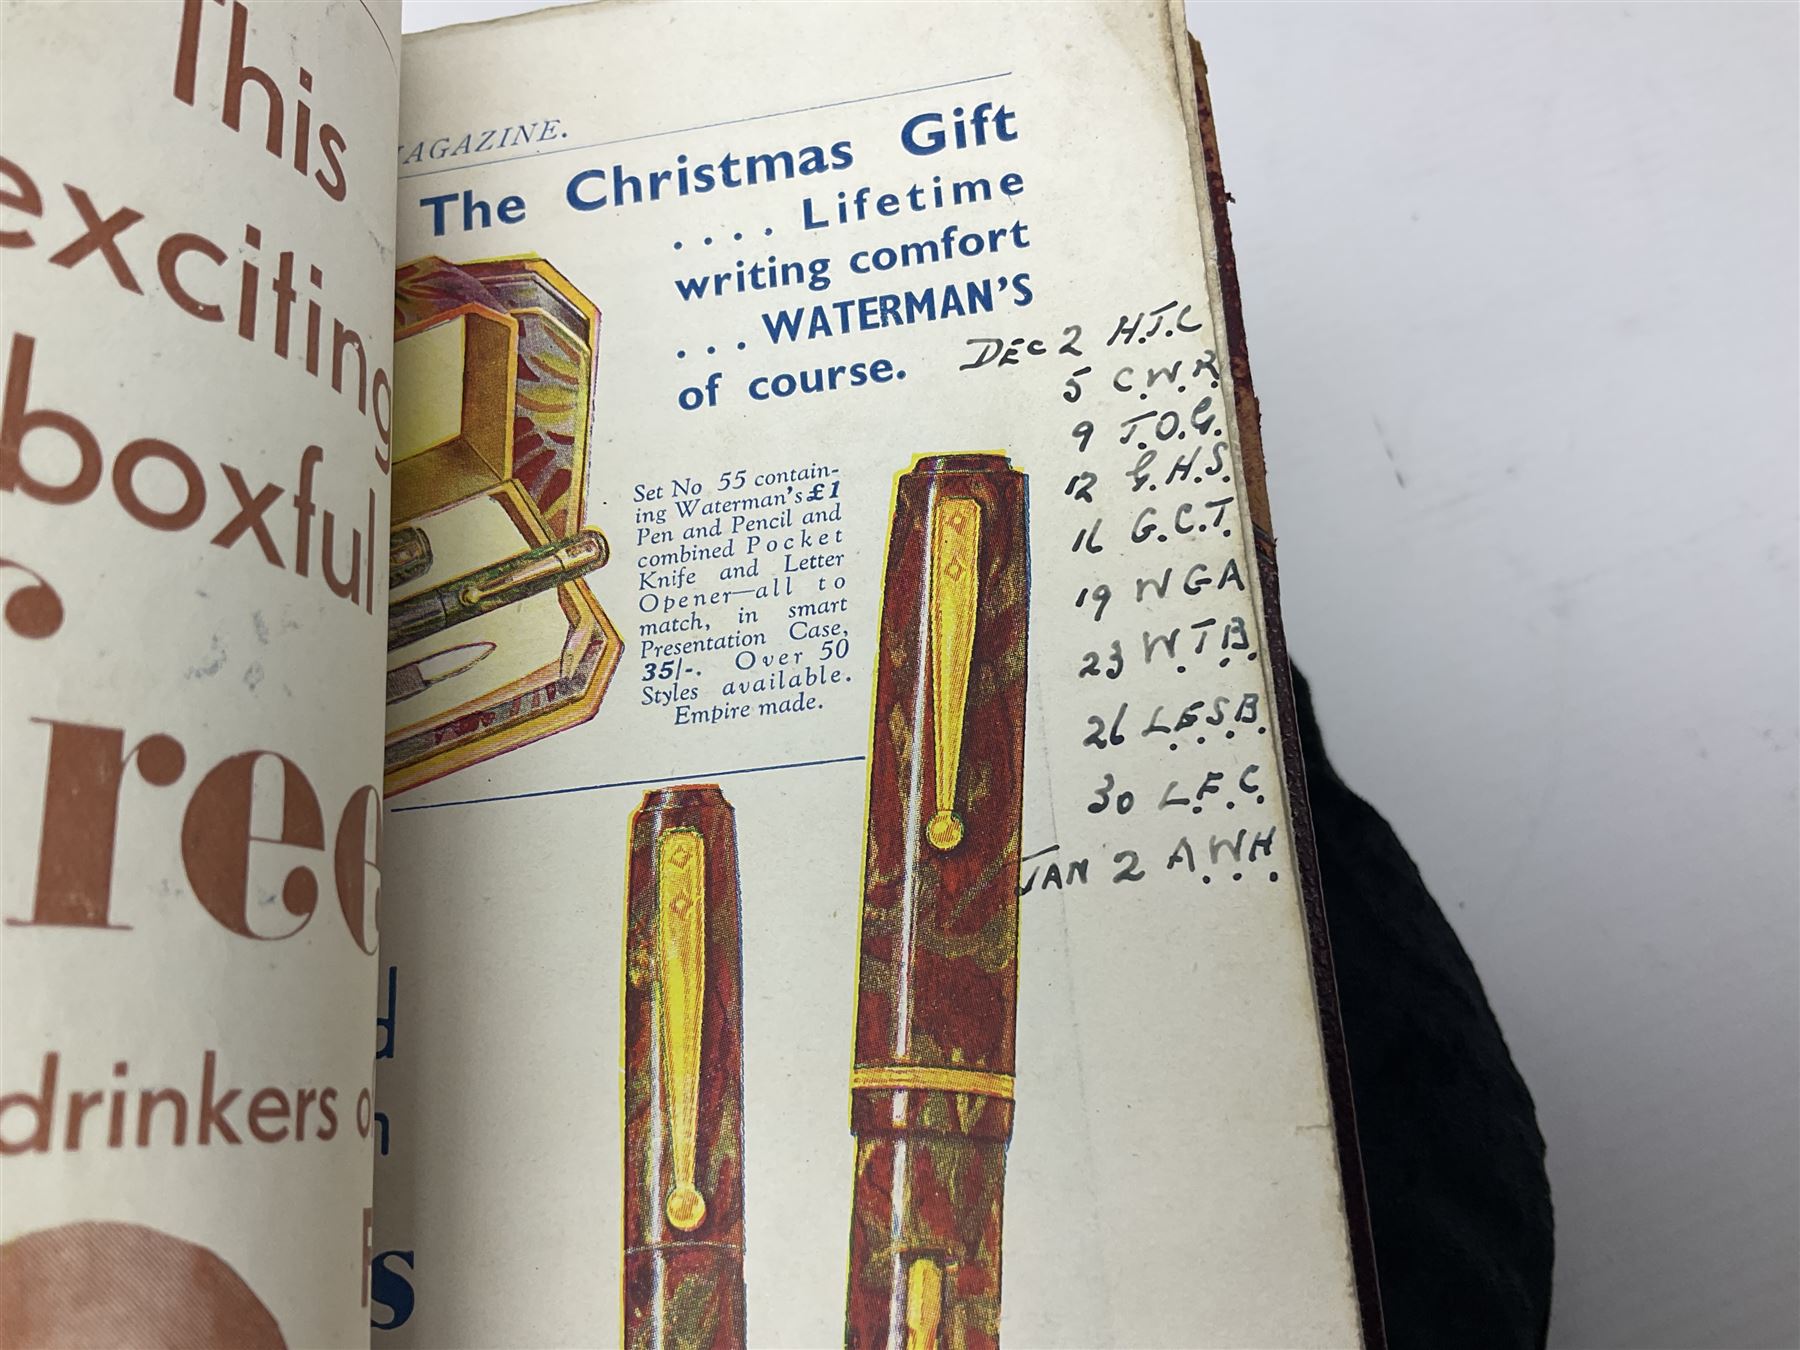 This
exciting
boxful
ree
drinkers
MAGAZINE.
The Christmas Gift
.... Lifetime
writing comfort
... WATERMAN'S
of course.
Set No 55 contain-
ing Waterman's £1
Pen and Pencil and
combined Pocket
Knife and Letter
Opener—all to
match, in smart
Presentation Case,
35/-. Over 50
Styles available.
Empire made.
DEC 2 H.J.C
5 C.W.R.
9 J.O.G.
12 G.H.S.
16 G.C.T.
19 W G A
23 W.T.B.
26 L.E.S.B.
30 L.F.C.
JAN 2 A.W.H.
s